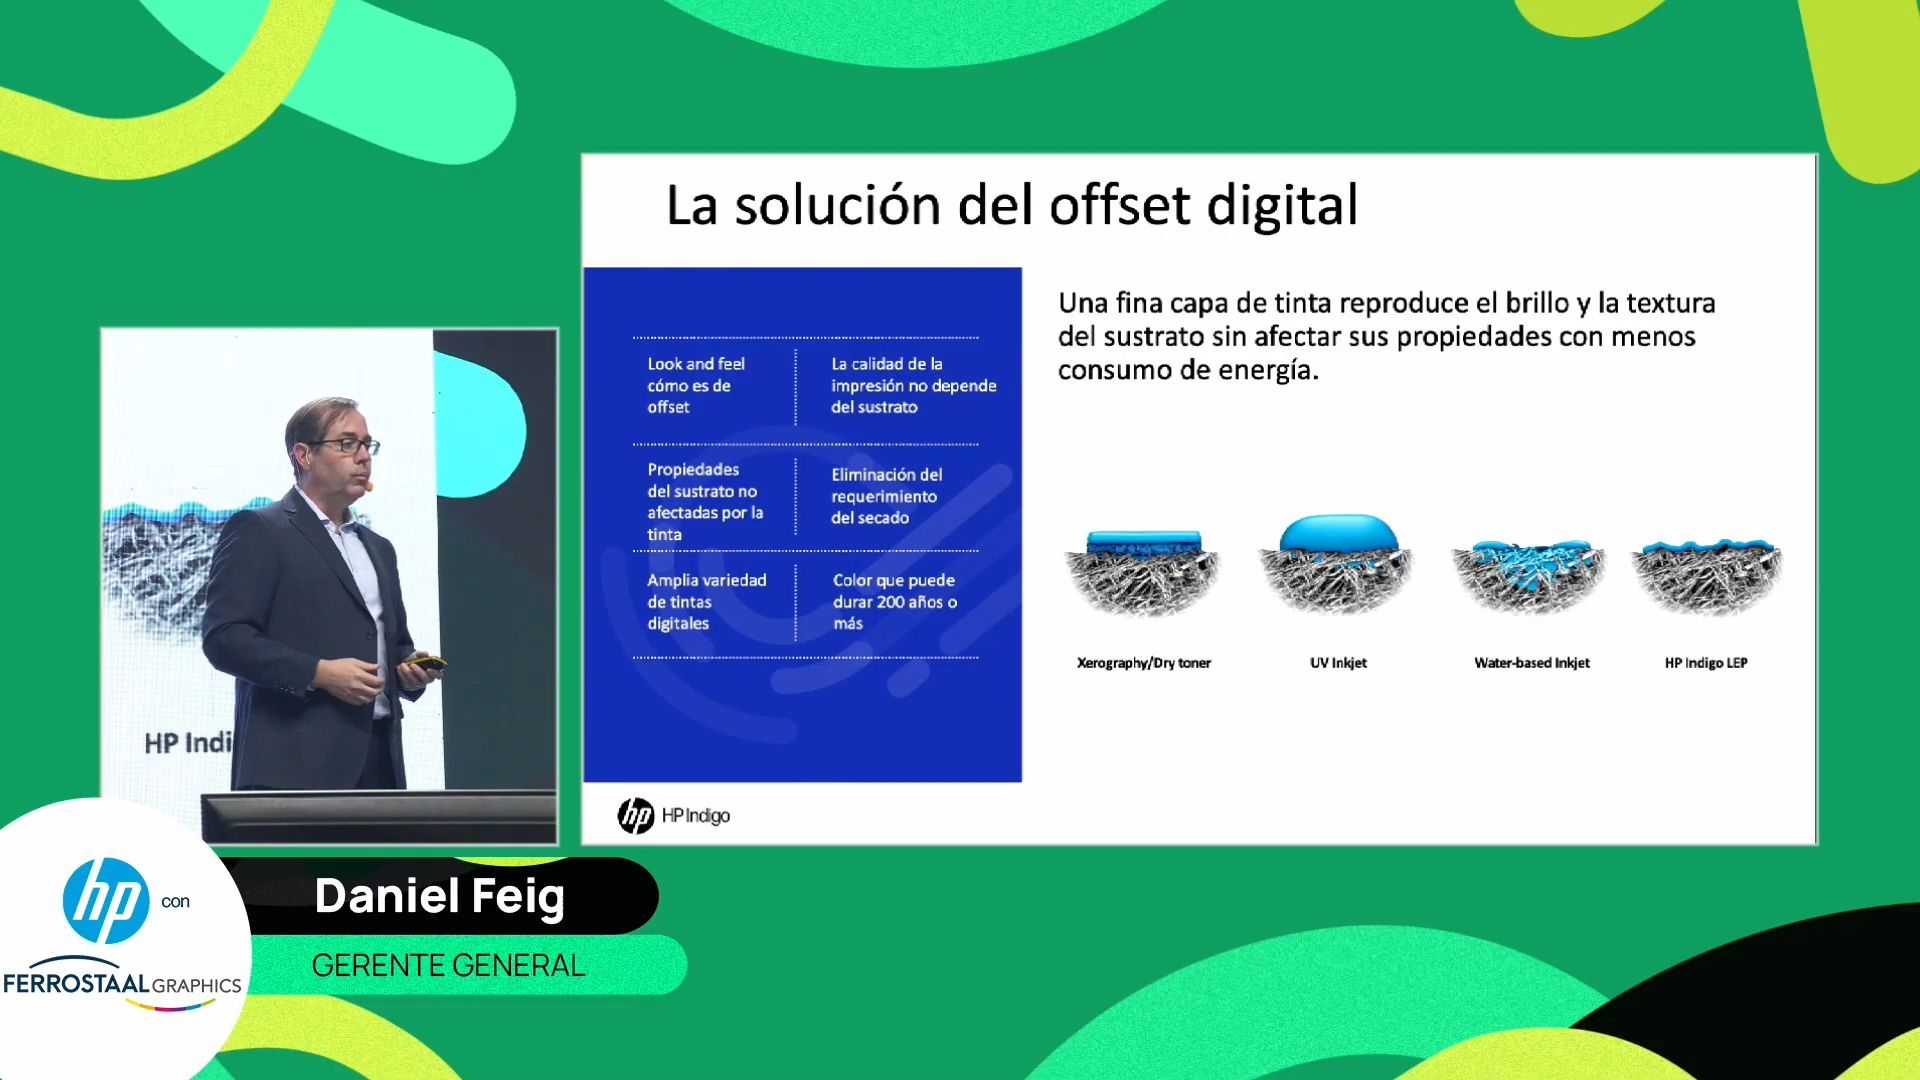 La solución del offset digital
Look and feel
cómo es de
offset
La calidad de la
impresión no depende
del sustrato
Propiedades
del sustrato no
afectadas por la
tinta
Eliminación del
requerimiento
del secado
Amplia variedad
de tintas
digitales
Color que puede
durar 200 años o
más
Una fina capa de tinta reproduce el brillo y la textura
del sustrato sin afectar sus propiedades con menos
consumo de energía.
Xerography/Dry toner
UV Inkjet
Water-based Inkjet
HP Indigo LEP
hp HP Indigo
HP Indi
hp con
FERROSTAAL GRAPHICS
Daniel Feig
GERENTE GENERAL